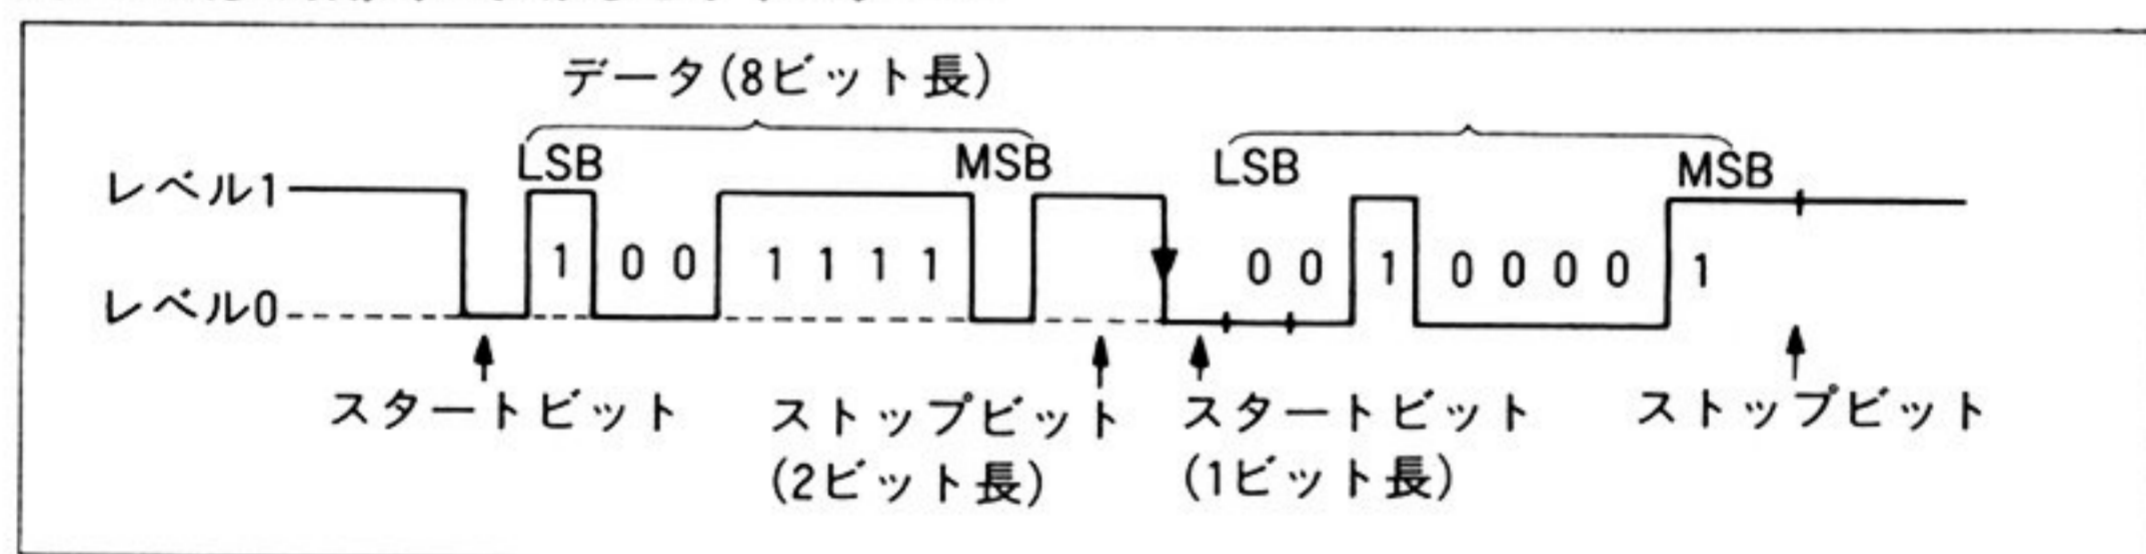 データ(8ビット長)
LSB MSB LSB MSB
レベル1
1 0 0 1 1 1 1 0 0 1 0 0 0 0 1
レベル0
スタートビット ストップビット スタートビット ストップビット
(2ビット長) (1ビット長)